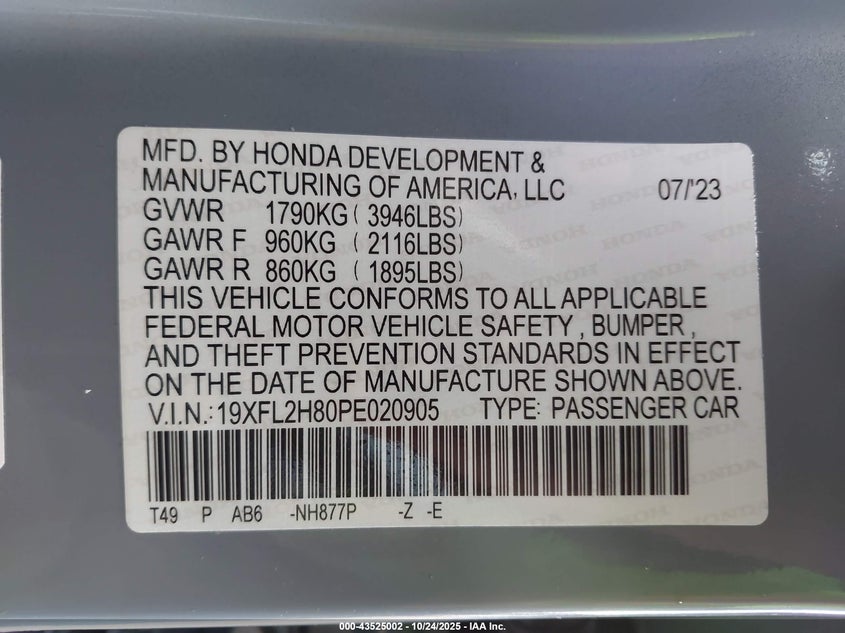 MFD. BY HONDA DEVELOPMENT &
MANUFACTURING OF AMERICA, LLC 07/'23
GVWR 1790KG ( 3946LBS)
GAWR F 960KG ( 2116LBS)
GAWR R 860KG ( 1895LBS)
THIS VEHICLE CONFORMS TO ALL APPLICABLE
FEDERAL MOTOR VEHICLE SAFETY , BUMPER ,
AND THEFT PREVENTION STANDARDS IN EFFECT
ON THE DATE OF MANUFACTURE SHOWN ABOVE.
V.I.N.: 19XFL2H80PE020905 TYPE: PASSENGER CAR
T49 P AB6 -NH877P -Z -E
000-43525002 - 10/24/2025 - IAA Inc.